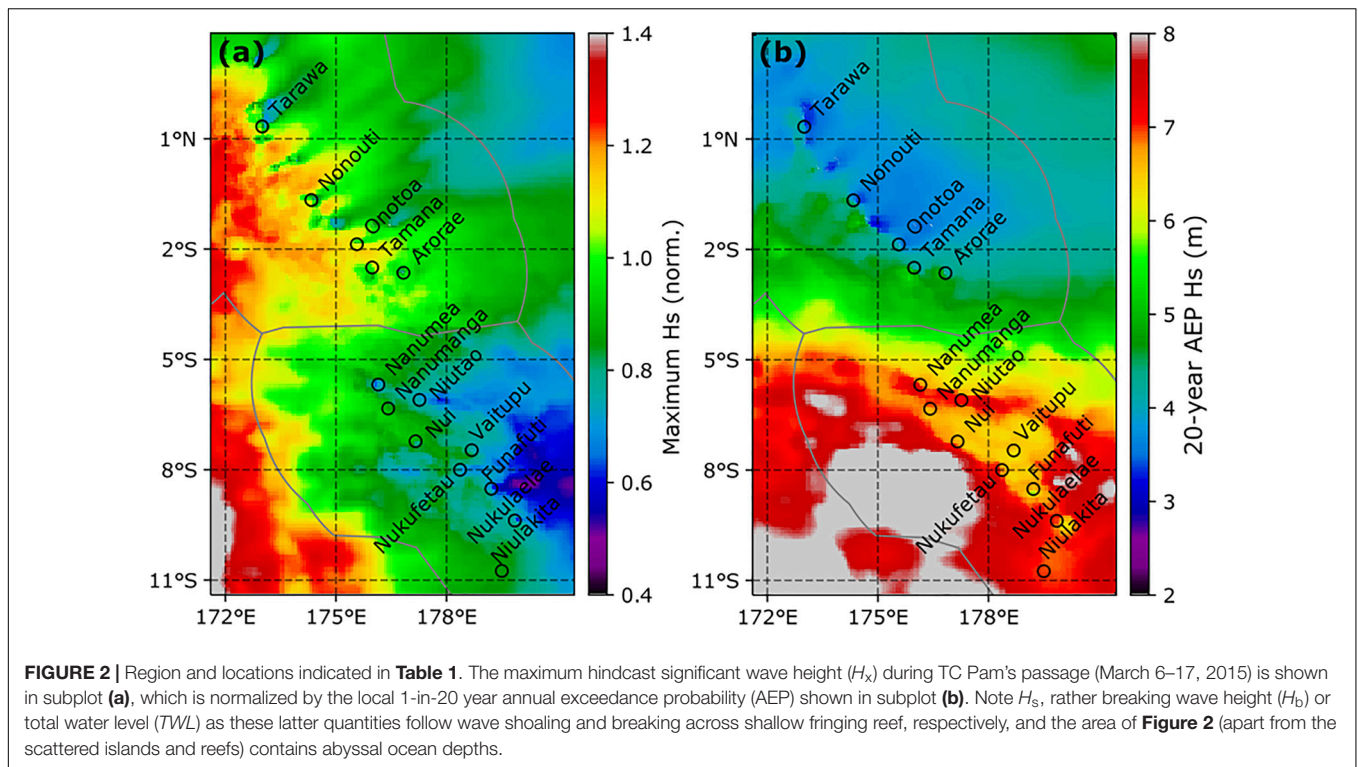 (a)
Tarawa
Nonouti
Onotoa
Tamana
Arorae
Nanumea
Nanumanga
Niutao
Nui
Vaitupu
Nukufetau
Funafuti
Nukulaelae
Niulakita
1°N
2°S
5°S
8°S
11°S
172°E
175°E
178°E
1.4
1.2
1.0
0.8
0.6
0.4
Maximum Hs (norm.)
(b)
Tarawa
Nonouti
Onotoa
Tamana
Arorae
Nanumea
Nanumanga
Niutao
Nui
Vaitupu
Nukufetau
Funafuti
Nukulaelae
Niulakita
1°N
2°S
5°S
8°S
11°S
172°E
175°E
178°E
8
7
6
5
4
3
2
20-year AEP Hs (m)
FIGURE 2 | Region and locations indicated in Table 1. The maximum hindcast significant wave height (Hx) during TC Pam's passage (March 6–17, 2015) is shown
in subplot (a), which is normalized by the local 1-in-20 year annual exceedance probability (AEP) shown in subplot (b). Note Hs, rather breaking wave height (Hb) or
total water level (TWL) as these latter quantities follow wave shoaling and breaking across shallow fringing reef, respectively, and the area of Figure 2 (apart from the
scattered islands and reefs) contains abyssal ocean depths.